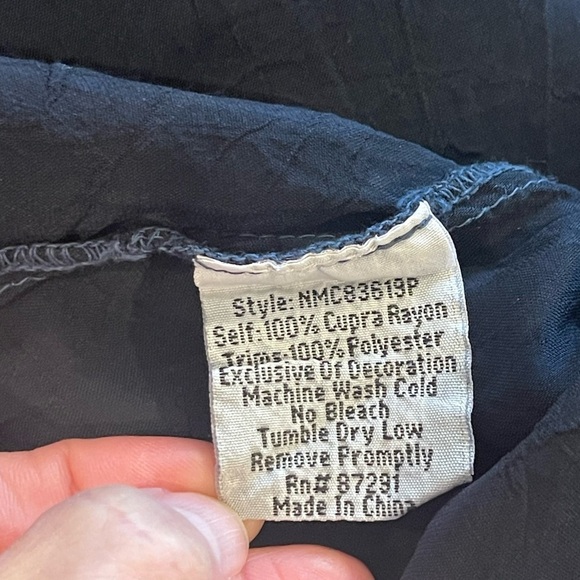 Style: NMC83619P
Self:100% Cupra Rayon
Trims:100% Polyester
Exclusive Of Decoration
Machine Wash Cold
No Bleach
Tumble Dry Low
Remove Promptly
Rn# 87291
Made In China